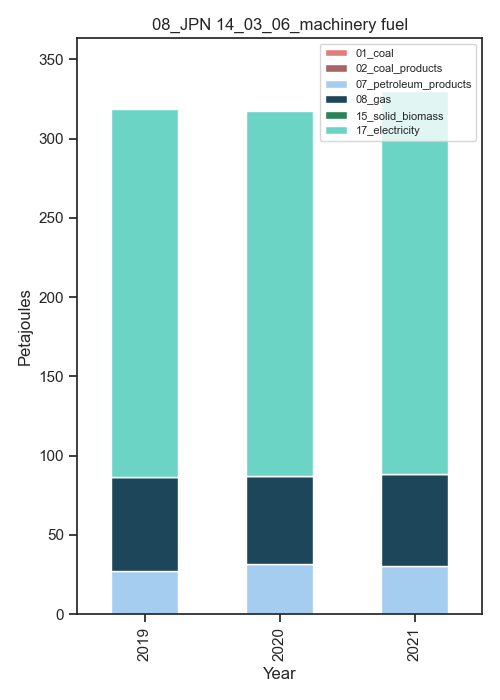 08_JPN 14_03_06_machinery fuel
350
300
250
200
150
100
50
0
Petajoules
01_coal
02_coal_products
07_petroleum_products
08_gas
15_solid_biomass
17_electricity
2019
2020
2021
Year